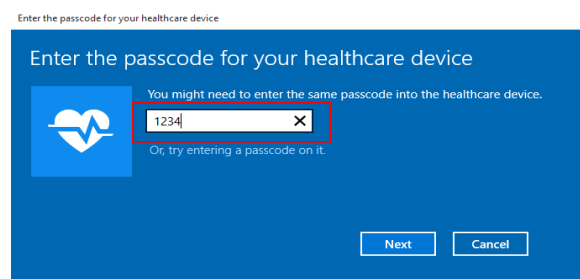 Enter the passcode for your healthcare device
Enter the passcode for your healthcare device
You might need to enter the same passcode into the healthcare device.
1234
Or, try entering a passcode on it.
Next Cancel